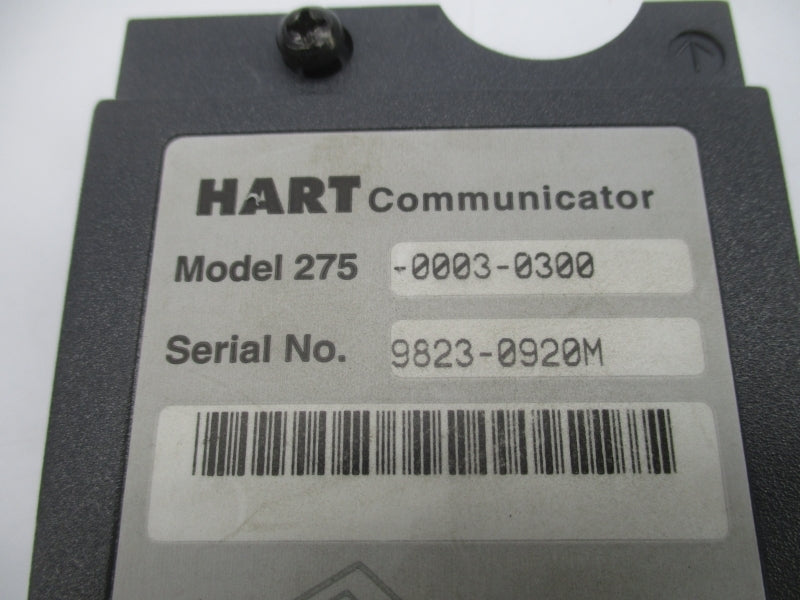 HART Communicator
Model 275 -0003-0300
Serial No. 9823-0920M